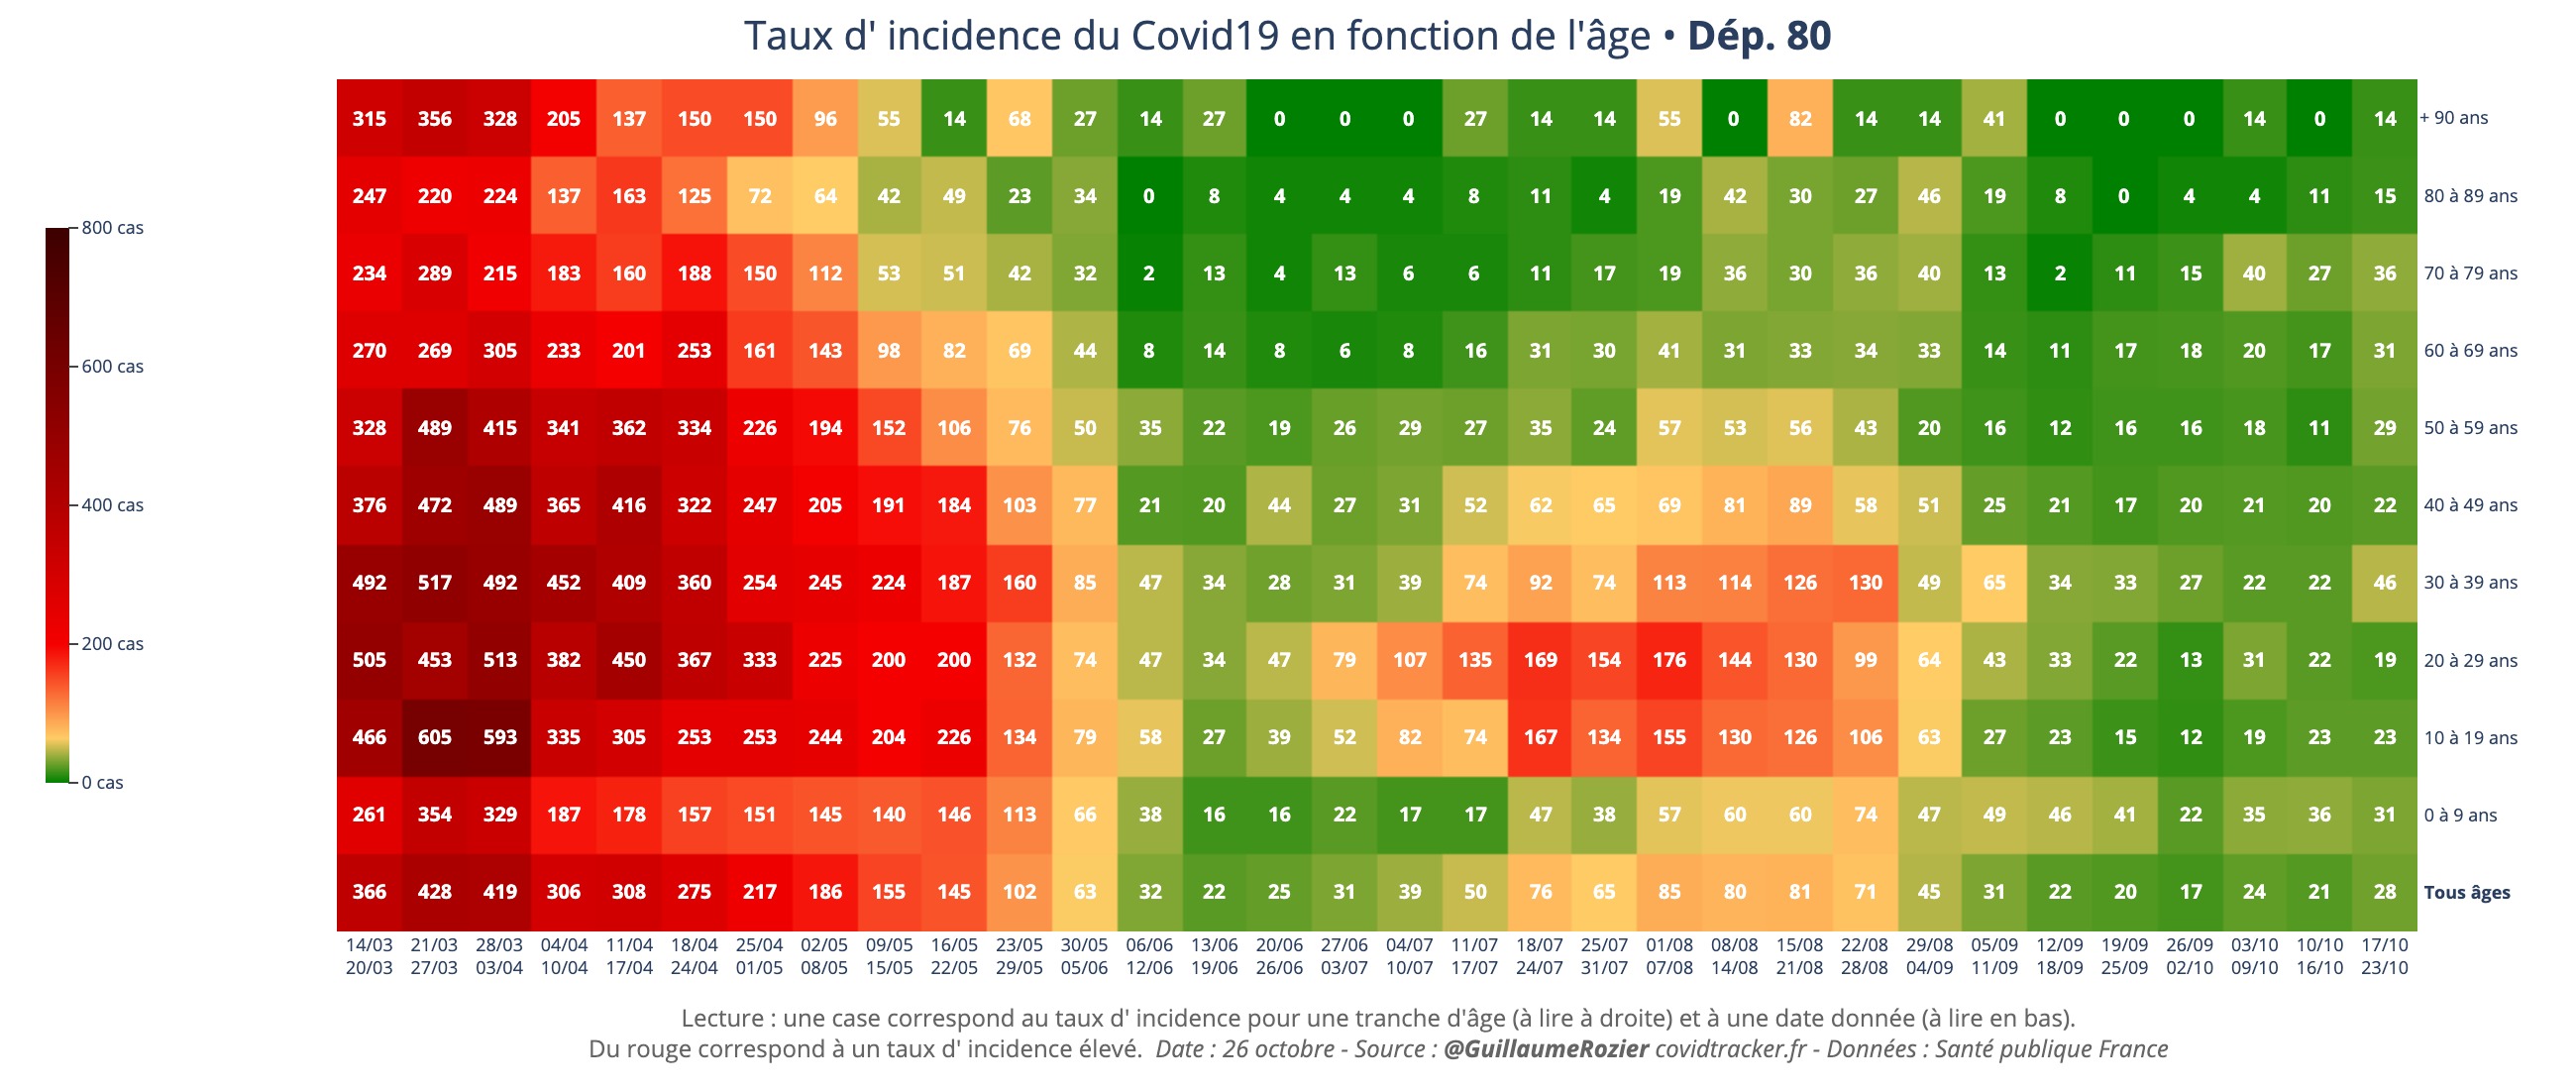 Taux d' incidence du Covid19 en fonction de l'âge • Dép. 80
315 356 328 205 137 150 150 96 55 14 68 27 14 27 0 0 0 27 14 14 55 0 82 14 14 41 0 0 0 14 0 14 + 90 ans
247 220 224 137 163 125 72 64 42 49 23 34 0 8 4 4 4 8 11 4 19 42 30 27 46 19 8 0 4 4 11 15 80 à 89 ans
800 cas
234 289 215 183 160 188 150 112 53 51 42 32 2 13 4 13 6 6 11 17 19 36 30 36 40 13 2 11 15 40 27 36 70 à 79 ans
270 269 305 233 201 253 161 143 98 82 69 44 8 14 8 6 8 16 31 30 41 31 33 34 33 14 11 17 18 20 17 31 60 à 69 ans
600 cas
328 489 415 341 362 334 226 194 152 106 76 50 35 22 19 26 29 27 35 24 57 53 56 43 20 16 12 16 16 18 11 29 50 à 59 ans
400 cas
376 472 489 365 416 322 247 205 191 184 103 77 21 20 44 27 31 52 62 65 69 81 89 58 51 25 21 17 20 21 20 22 40 à 49 ans
492 517 492 452 409 360 254 245 224 187 160 85 47 34 28 31 39 74 92 74 113 114 126 130 49 65 34 33 27 22 22 46 30 à 39 ans
200 cas
505 453 513 382 450 367 333 225 200 200 132 74 47 34 47 79 107 135 169 154 176 144 130 99 64 43 33 22 13 31 22 19 20 à 29 ans
466 605 593 335 305 253 253 244 204 226 134 79 58 27 39 52 82 74 167 134 155 130 126 106 63 27 23 15 12 19 23 23 10 à 19 ans
0 cas
261 354 329 187 178 157 151 145 140 146 113 66 38 16 16 22 17 17 47 38 57 60 60 74 47 49 46 41 22 35 36 31 0 à 9 ans
366 428 419 306 308 275 217 186 155 145 102 63 32 22 25 31 39 50 76 65 85 80 81 71 45 31 22 20 17 24 21 28 Tous âges
14/03 21/03 28/03 04/04 11/04 18/04 25/04 02/05 09/05 16/05 23/05 30/05 06/06 13/06 20/06 27/06 04/07 11/07 18/07 25/07 01/08 08/08 15/08 22/08 29/08 05/09 12/09 19/09 26/09 03/10 10/10 17/10
20/03 27/03 03/04 10/04 17/04 24/04 01/05 08/05 15/05 22/05 29/05 05/06 12/06 19/06 26/06 03/07 10/07 17/07 24/07 31/07 07/08 14/08 21/08 28/08 04/09 11/09 18/09 25/09 02/10 09/10 16/10 23/10
Lecture : une case correspond au taux d' incidence pour une tranche d'âge (à lire à droite) et à une date donnée (à lire en bas).
Du rouge correspond à un taux d' incidence élevé. Date : 26 octobre - Source : @GuillaumeRozier covidtracker.fr - Données : Santé publique France